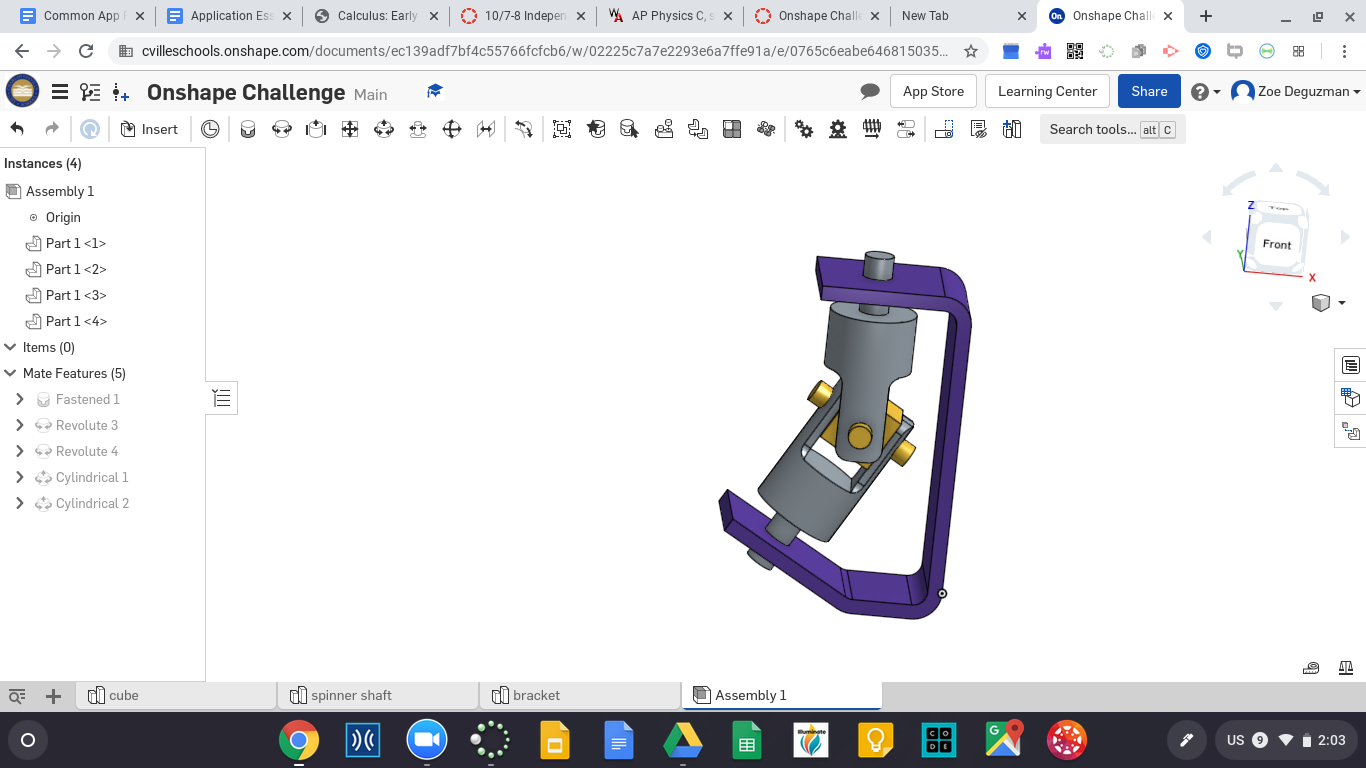 Common App F
Application Ess
Calculus: Early
10/7-8 Indepen
AP Physics C, s
Onshape Challe
New Tab
Onshape Challe
cvilleschools.onshape.com/documents/ec139adf7bf4c55766fcfcb6/w/02225c7a7e2293e6a7ffe91a/e/0765c6eabe646815035...
Onshape Challenge Main
App Store
Learning Center
Share
Zoe Deguzman
Insert
Search tools... alt C
Instances (4)
Assembly 1
Origin
Part 1 <1>
Part 1 <2>
Part 1 <3>
Part 1 <4>
Items (0)
Mate Features (5)
Fastened 1
Revolute 3
Revolute 4
Cylindrical 1
Cylindrical 2
Top
Z
Front
Y
X
cube
spinner shaft
bracket
Assembly 1
US 9 2:03